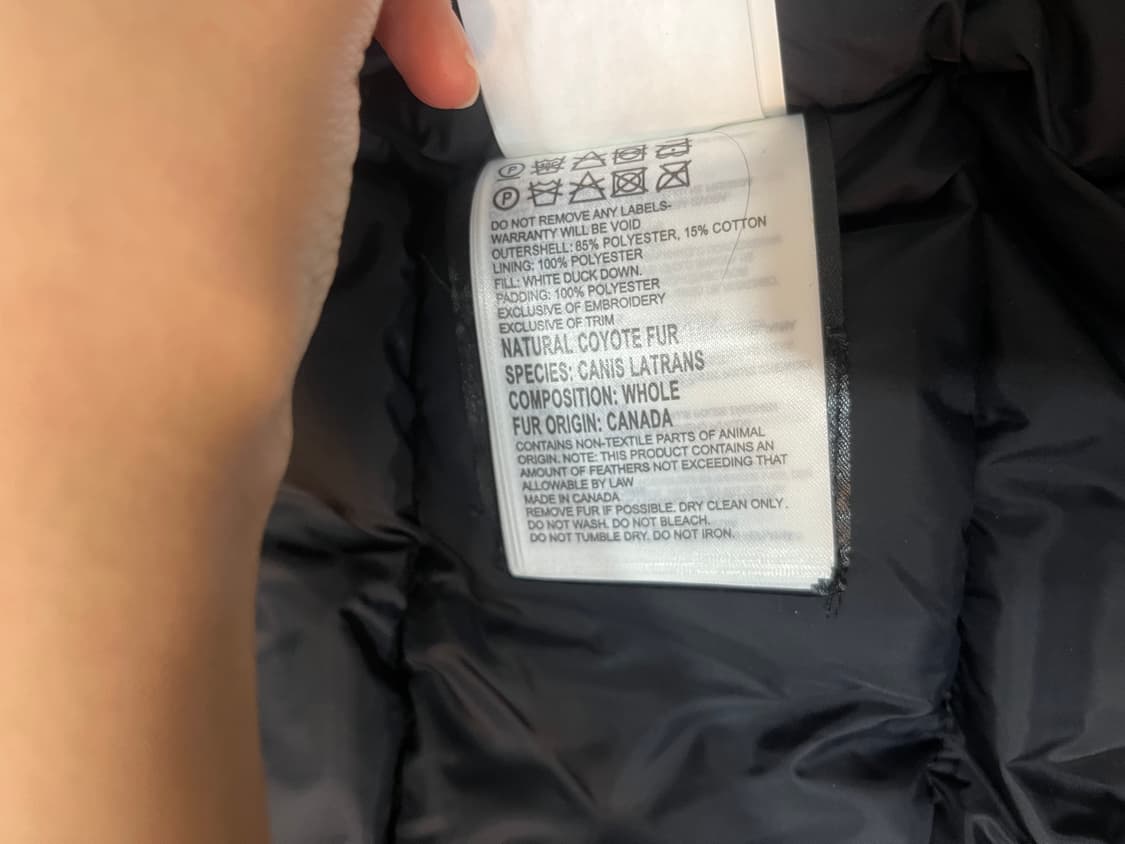 P
P
DO NOT REMOVE ANY LABELS-
WARRANTY WILL BE VOID
OUTERSHELL: 85% POLYESTER, 15% COTTON
LINING: 100% POLYESTER
FILL: WHITE DUCK DOWN.
PADDING: 100% POLYESTER
EXCLUSIVE OF EMBROIDERY
EXCLUSIVE OF TRIM
NATURAL COYOTE FUR
SPECIES: CANIS LATRANS
COMPOSITION: WHOLE
FUR ORIGIN: CANADA
CONTAINS NON-TEXTILE PARTS OF ANIMAL
ORIGIN. NOTE: THIS PRODUCT CONTAINS AN
AMOUNT OF FEATHERS NOT EXCEEDING THAT
ALLOWABLE BY LAW
MADE IN CANADA
REMOVE FUR IF POSSIBLE. DRY CLEAN ONLY.
DO NOT WASH. DO NOT BLEACH.
DO NOT TUMBLE DRY. DO NOT IRON.